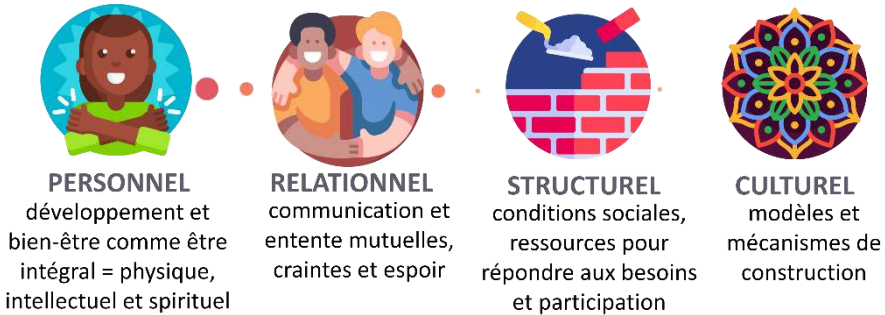 PERSONNEL
développement et
bien-être comme être
intégral = physique,
intellectuel et spirituel
RELATIONNEL
communication et
entente mutuelles,
craintes et espoir
STRUCTUREL
conditions sociales,
ressources pour
répondre aux besoins
et participation
CULTUREL
modèles et
mécanismes de
construction